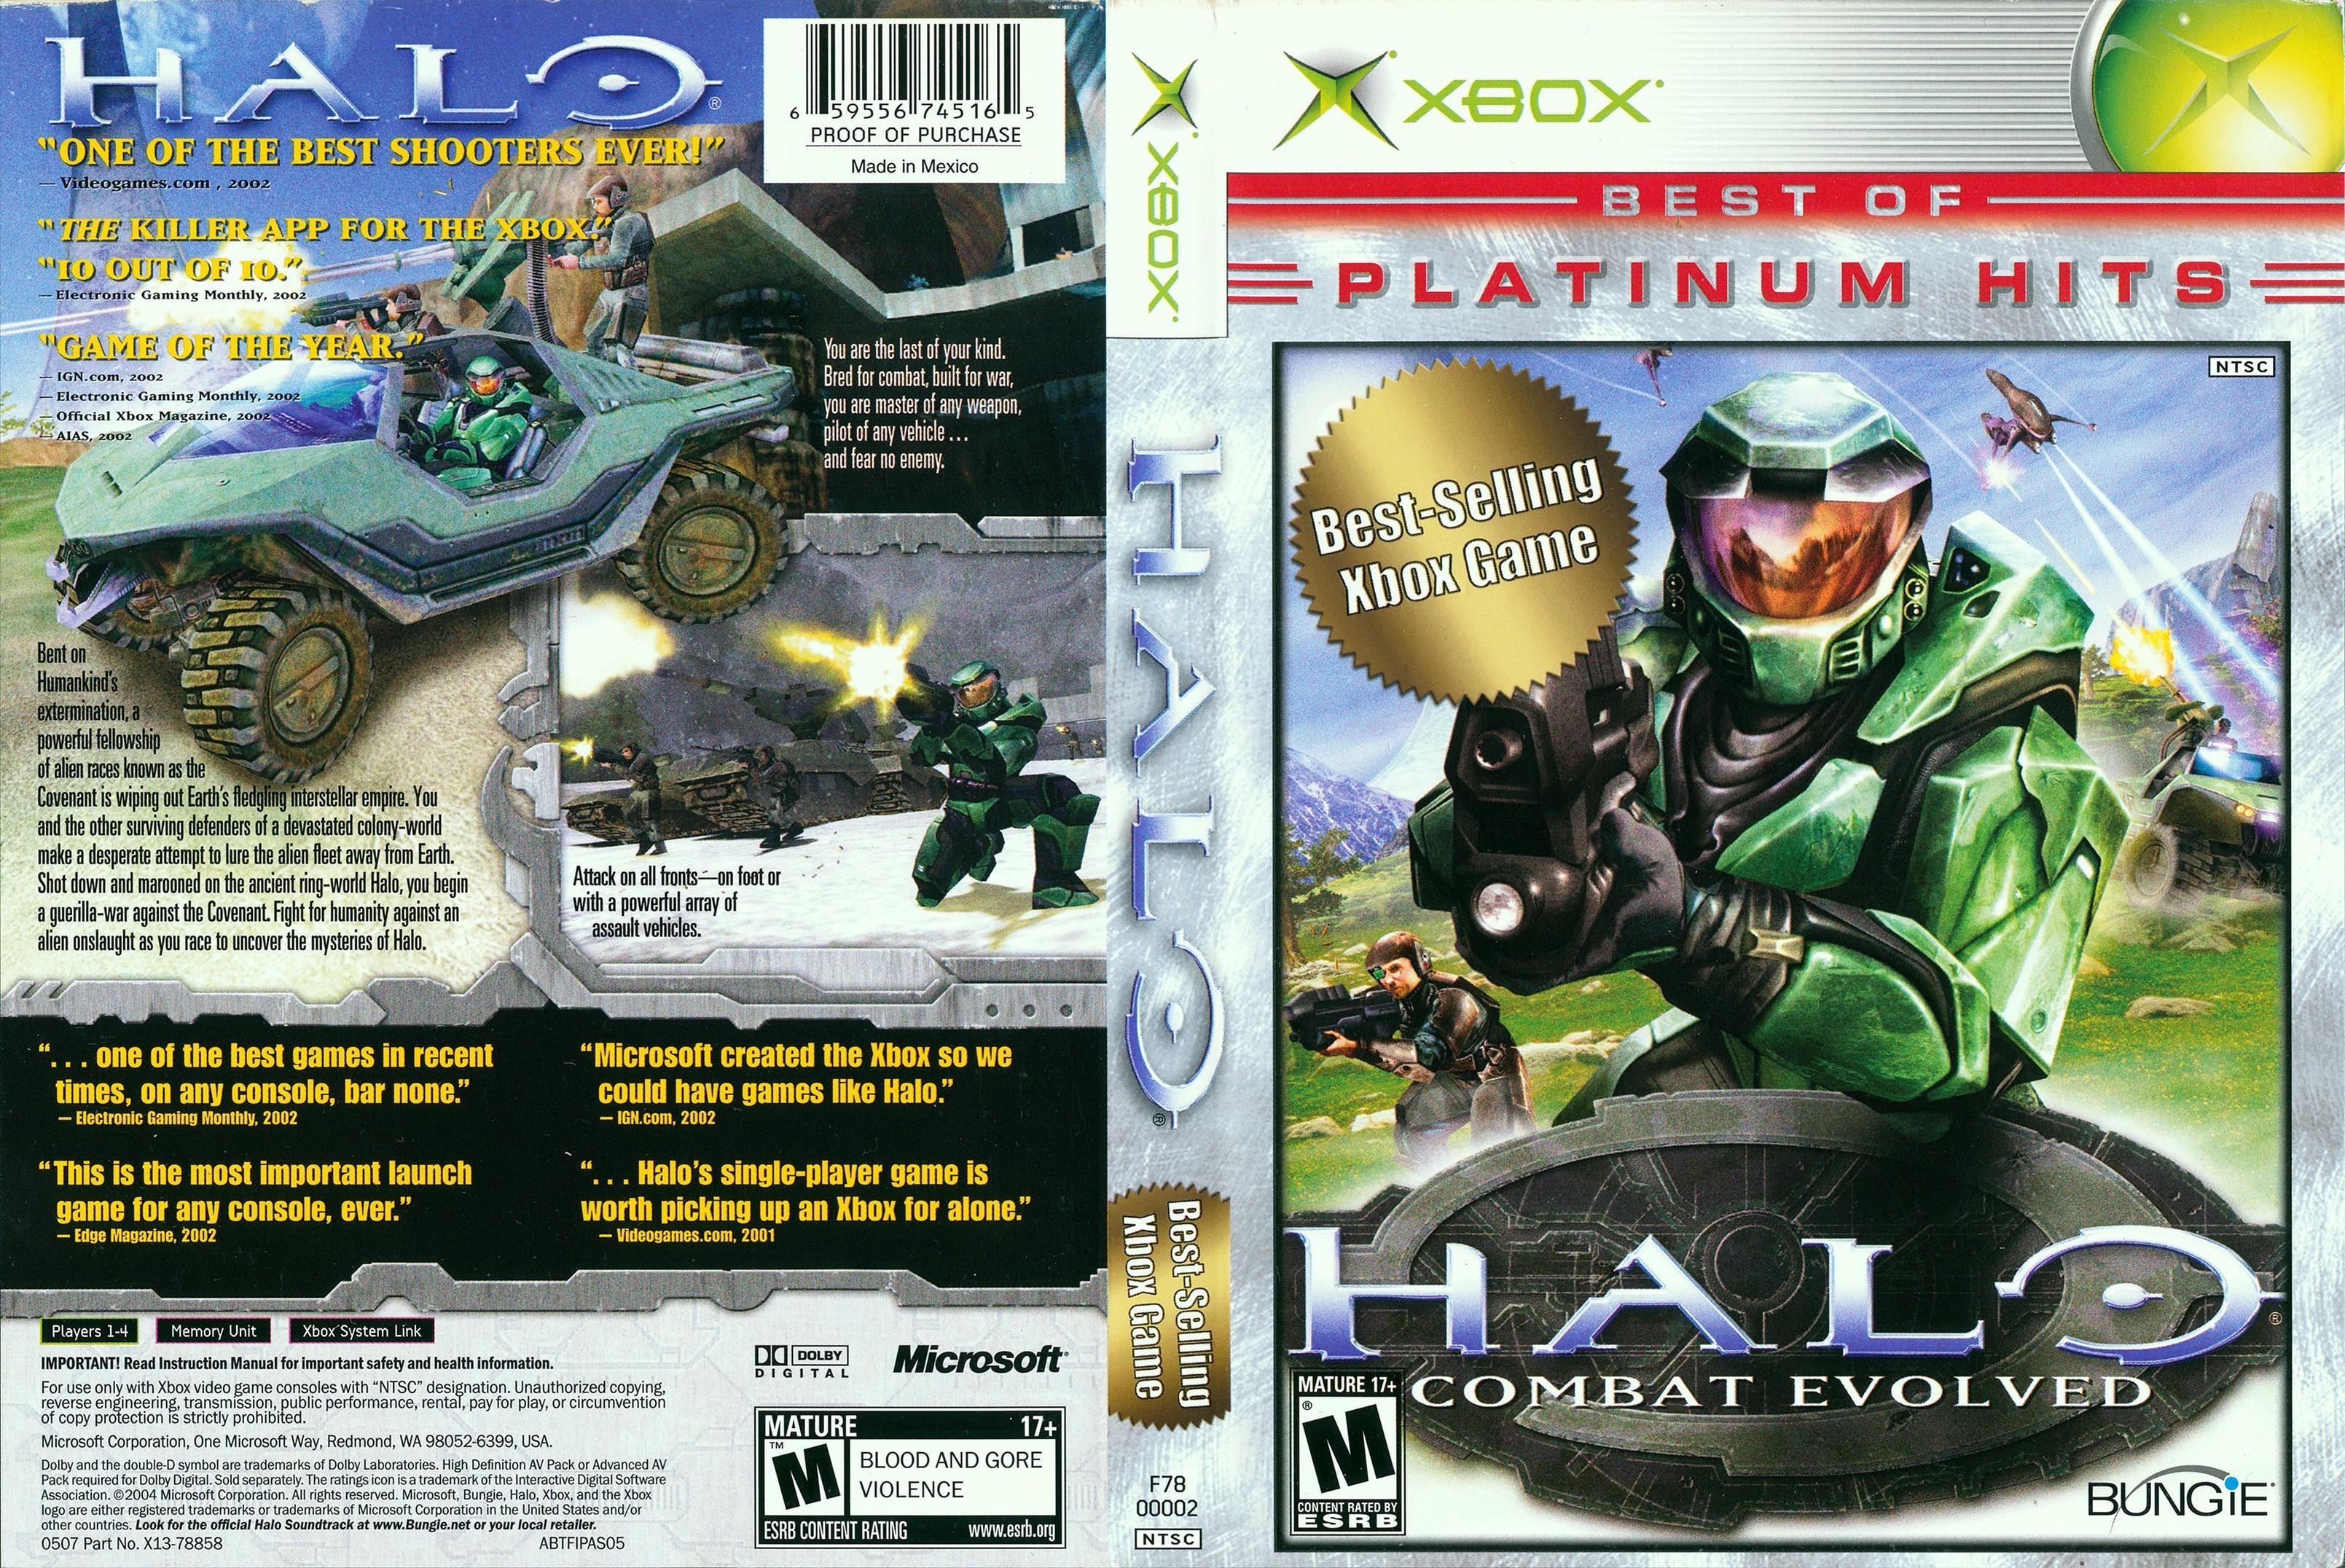 HALO®
“ONE OF THE BEST SHOOTERS EVER!”
— Videogames.com , 2002
“THE KILLER APP FOR THE XBOX.”
“10 OUT OF 10.”
— Electronic Gaming Monthly, 2002
“GAME OF THE YEAR.”
— IGN.com, 2002
— Electronic Gaming Monthly, 2002
— Official Xbox Magazine, 2002
— AIAS, 2002
6 59556 74516 5
PROOF OF PURCHASE
Made in Mexico
You are the last of your kind.
Bred for combat, built for war,
you are master of any weapon,
pilot of any vehicle ...
and fear no enemy.
Bent on
Humankind's
extermination, a
powerful fellowship
of alien races known as the
Covenant is wiping out Earth's fledgling interstellar empire. You
and the other surviving defenders of a devastated colony-world
make a desperate attempt to lure the alien fleet away from Earth.
Shot down and marooned on the ancient ring-world Halo, you begin
a guerilla-war against the Covenant. Fight for humanity against an
alien onslaught as you race to uncover the mysteries of Halo.
Attack on all fronts—on foot or
with a powerful array of
assault vehicles.
“. . . one of the best games in recent
times, on any console, bar none.”
— Electronic Gaming Monthly, 2002
“Microsoft created the Xbox so we
could have games like Halo.”
— IGN.com, 2002
“This is the most important launch
game for any console, ever.”
— Edge Magazine, 2002
“. . . Halo's single-player game is
worth picking up an Xbox for alone.”
— Videogames.com, 2001
Players 1-4
Memory Unit
Xbox System Link
IMPORTANT! Read Instruction Manual for important safety and health information.
For use only with Xbox video game consoles with “NTSC” designation. Unauthorized copying,
reverse engineering, transmission, public performance, rental, pay for play, or circumvention
of copy protection is strictly prohibited.
Microsoft Corporation, One Microsoft Way, Redmond, WA 98052-6399, USA.
Dolby and the double-D symbol are trademarks of Dolby Laboratories. High Definition AV Pack or Advanced AV
Pack required for Dolby Digital. Sold separately. The ratings icon is a trademark of the Interactive Digital Software
Association. ©2004 Microsoft Corporation. All rights reserved. Microsoft, Bungie, Halo, Xbox, and the Xbox
logo are either registered trademarks or trademarks of Microsoft Corporation in the United States and/or
other countries. Look for the official Halo Soundtrack at www.Bungie.net or your local retailer.
0507 Part No. X13-78858
ABTFIPAS05
DOLBY
DIGITAL
Microsoft®
MATURE 17+
M™
BLOOD AND GORE
VIOLENCE
ESRB CONTENT RATING www.esrb.org
XBOX
HALO®
Best-Selling
Xbox Game
F78
00002
NTSC
XBOX
BEST OF
PLATINUM HITS
NTSC
Best-Selling
Xbox Game
HALO®
COMBAT EVOLVED
MATURE 17+
M®
CONTENT RATED BY
ESRB
BUNGiE